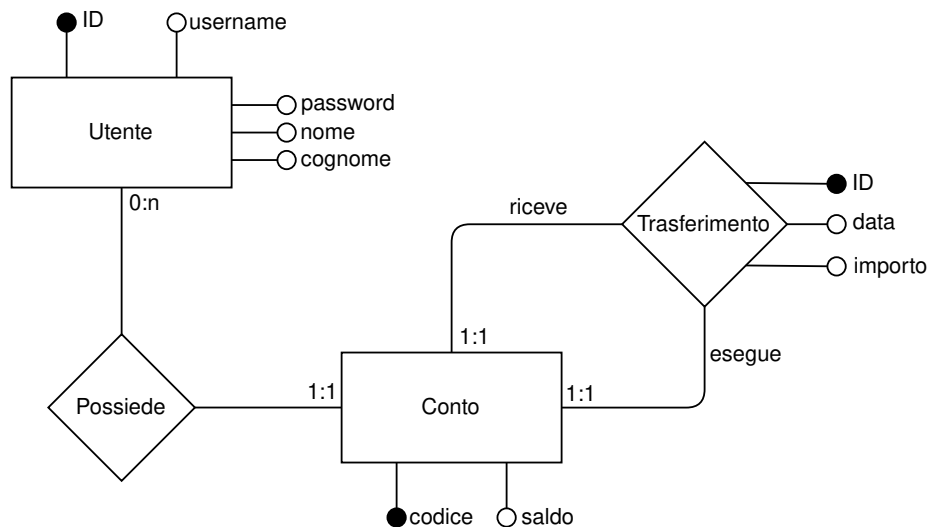 ID
username
Utente
password
nome
cognome
0:n
riceve
Trasferimento
ID
data
importo
1:1
esegue
Possiede
1:1
Conto
1:1
codice
saldo